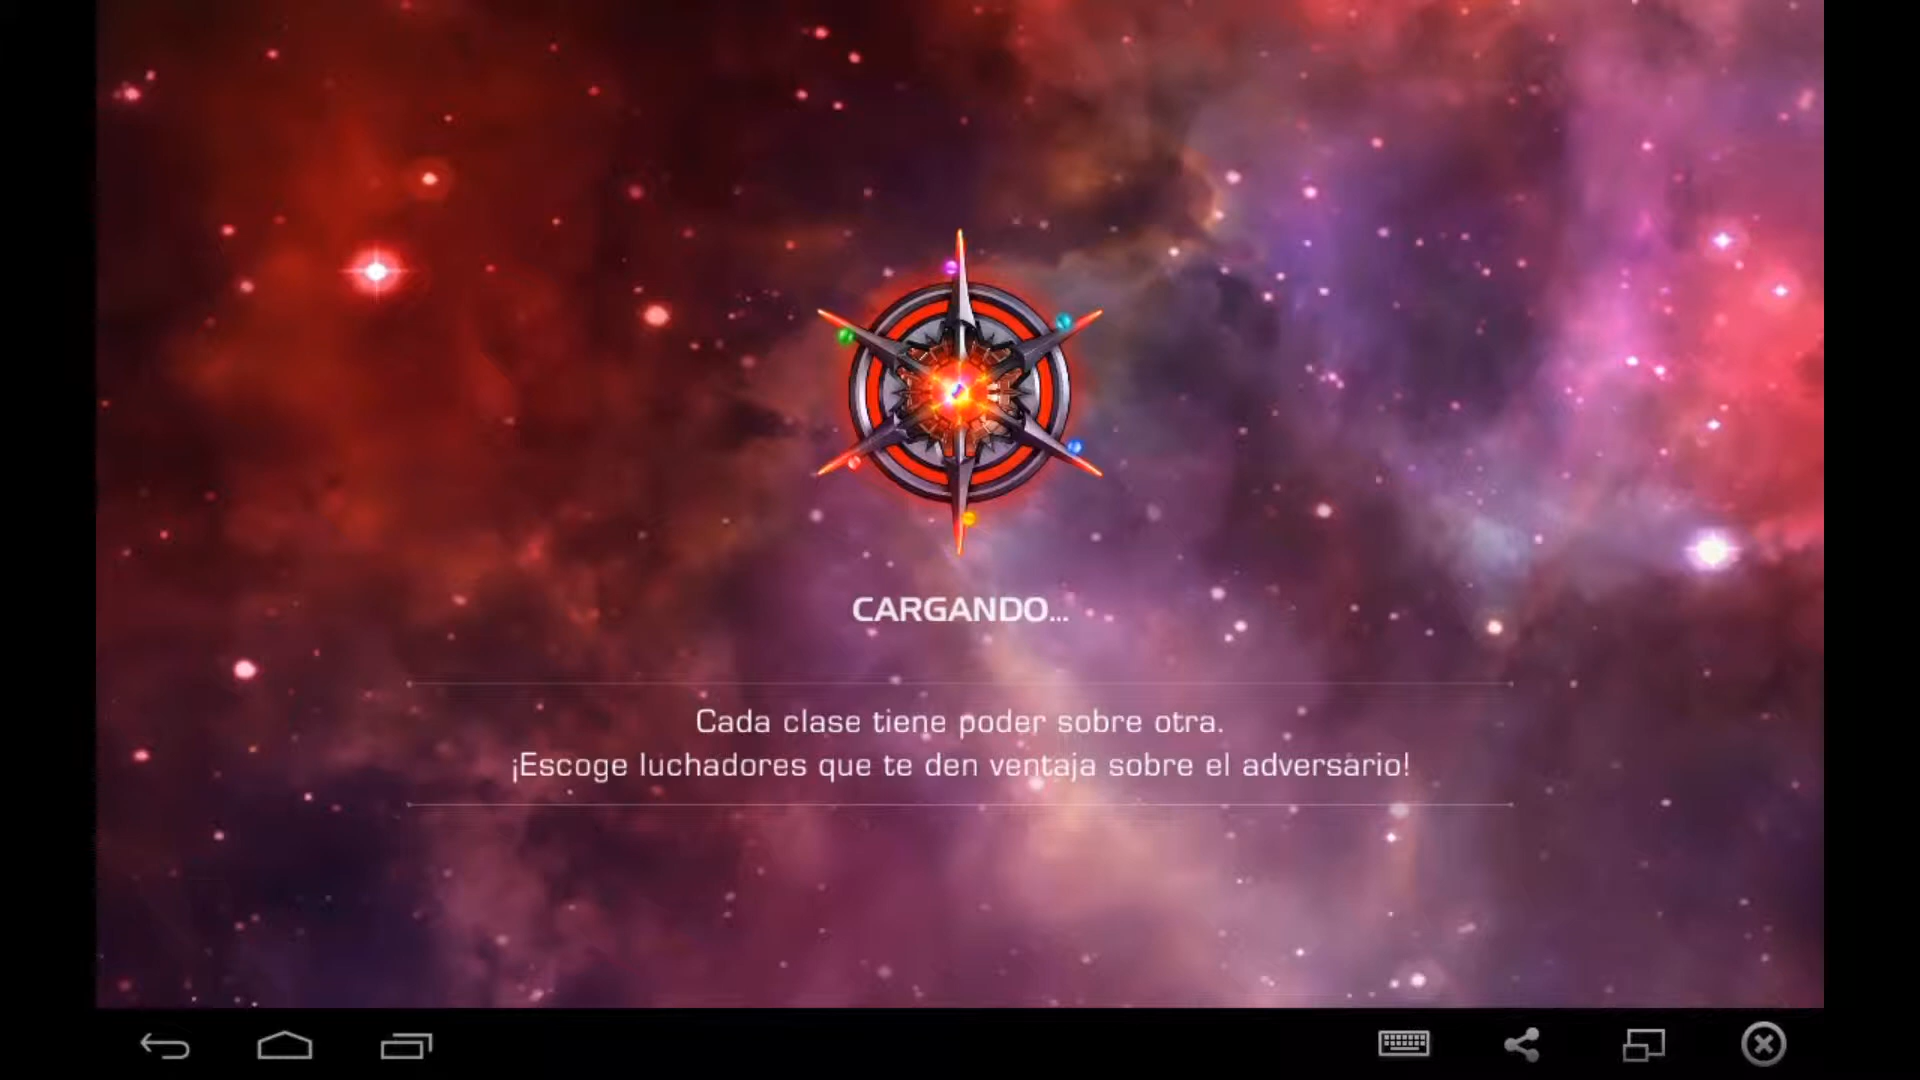 CARGANDO...
Cada clase tiene poder sobre otra.
¡Escoge luchadores que te den ventaja sobre el adversario!